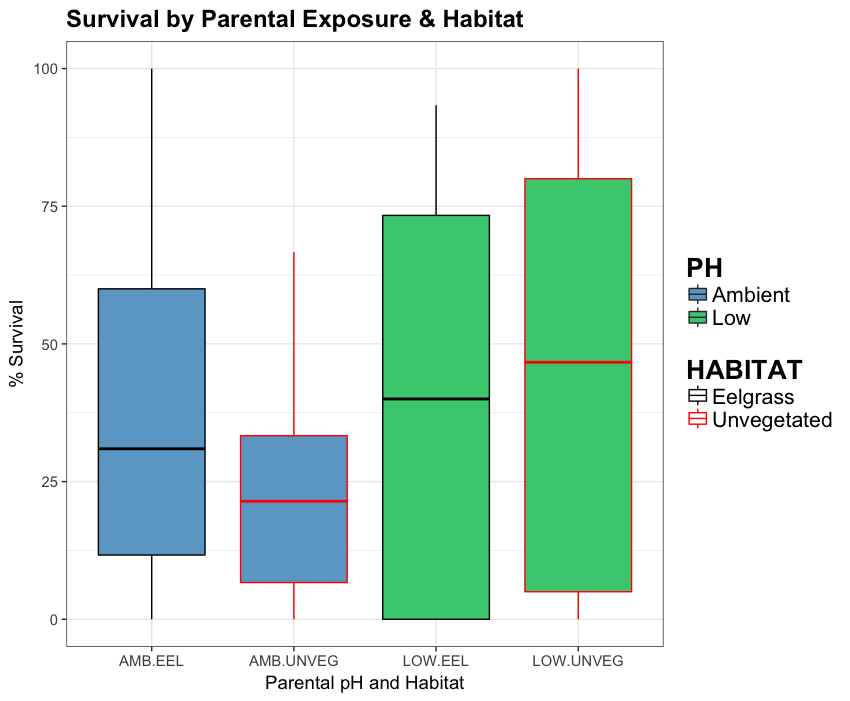 Survival by Parental Exposure & Habitat
% Survival
100
75
50
25
0
AMB.EEL
AMB.UNVEG
LOW.EEL
LOW.UNVEG
Parental pH and Habitat
PH
Ambient
Low
HABITAT
Eelgrass
Unvegetated